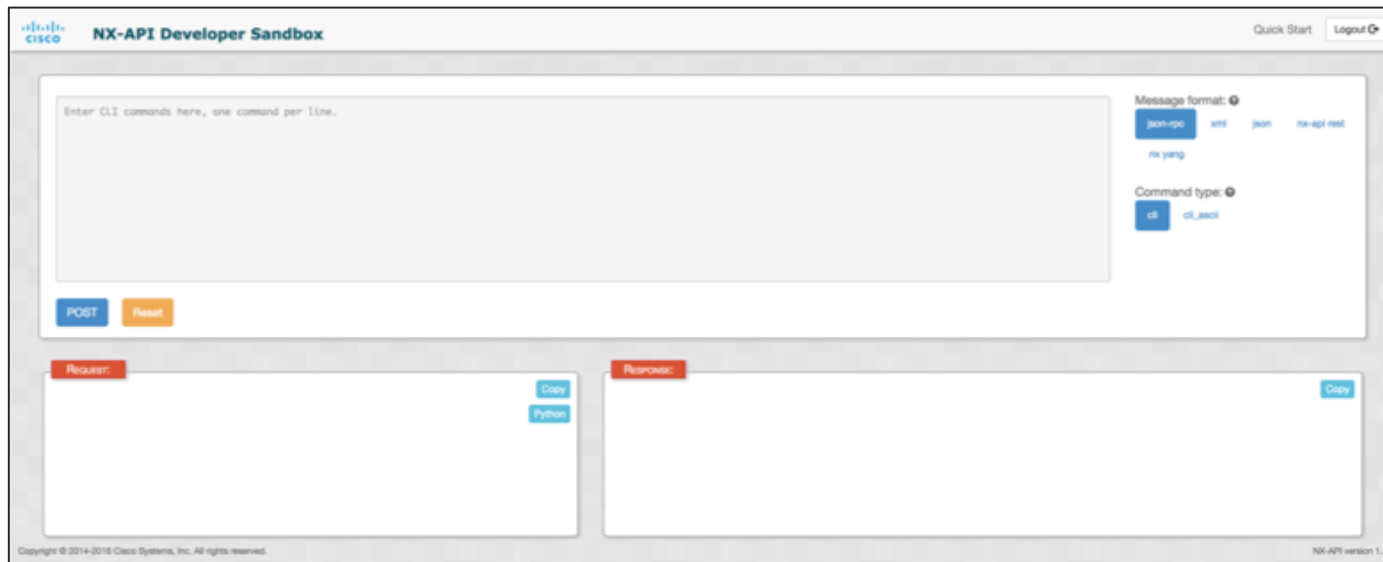 CISCO NX-API Developer Sandbox Quick Start Logout
Enter CLI commands here, one command per line.
Message format:
json-rpc xml json nx-api rest
nx yang
Command type:
cli cli_ascii
POST Reset
REQUEST: RESPONSE:
Copy Copy
Python
Copyright © 2014-2016 Cisco Systems, Inc. All rights reserved. NX-API version 1.